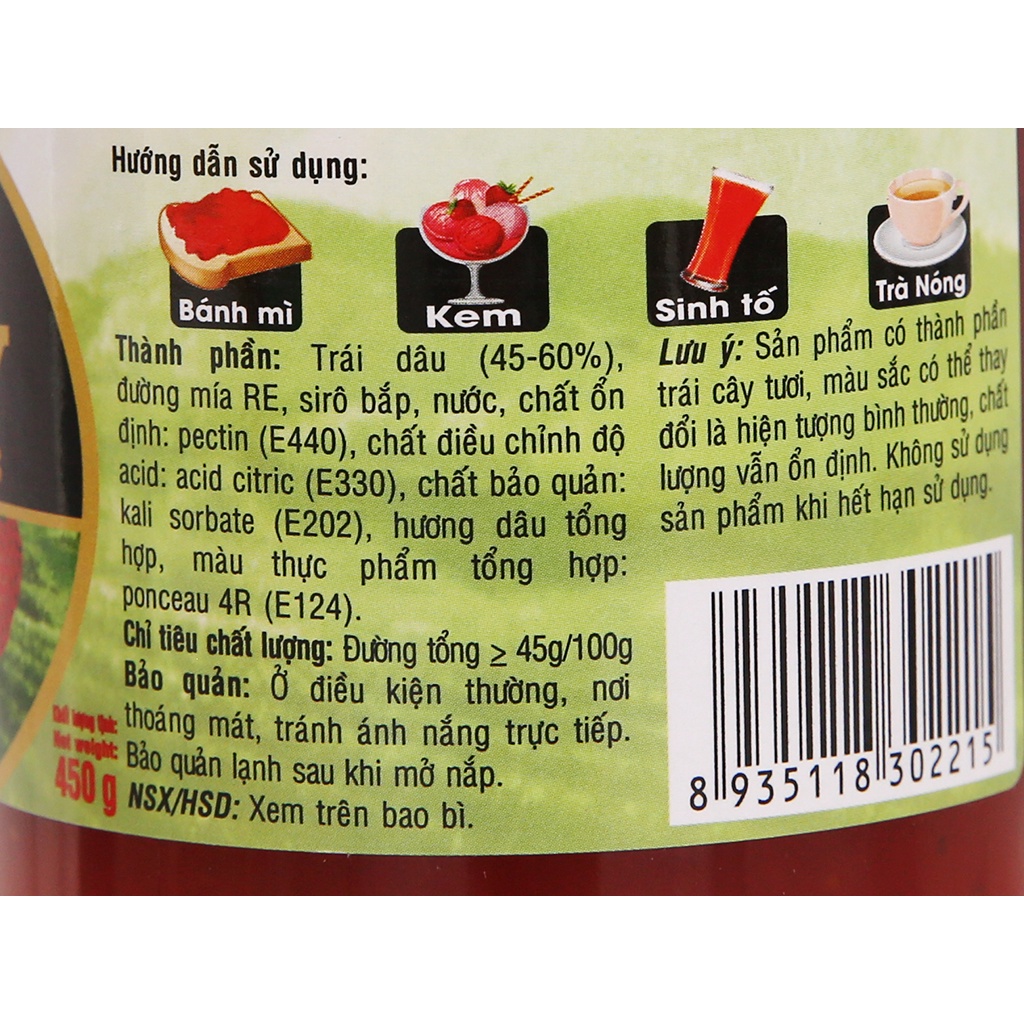 Hướng dẫn sử dụng:
Bánh mì
Kem
Sinh tố
Trà Nóng
Thành phần: Trái dâu (45-60%),
đường mía RE, sirô bắp, nước, chất ổn
định: pectin (E440), chất điều chỉnh độ
acid: acid citric (E330), chất bảo quản:
kali sorbate (E202), hương dâu tổng
hợp, màu thực phẩm tổng hợp:
ponceau 4R (E124).
Chỉ tiêu chất lượng: Đường tổng ≥ 45g/100g
Bảo quản: Ở điều kiện thường, nơi
thoáng mát, tránh ánh nắng trực tiếp.
Bảo quản lạnh sau khi mở nắp.
NSX/HSD: Xem trên bao bì.
Lưu ý: Sản phẩm có thành phần
trái cây tươi, màu sắc có thể thay
đổi là hiện tượng bình thường, chất
lượng vẫn ổn định. Không sử dụng
sản phẩm khi hết hạn sử dụng.
Net weight:
450 g
8 935118 302215